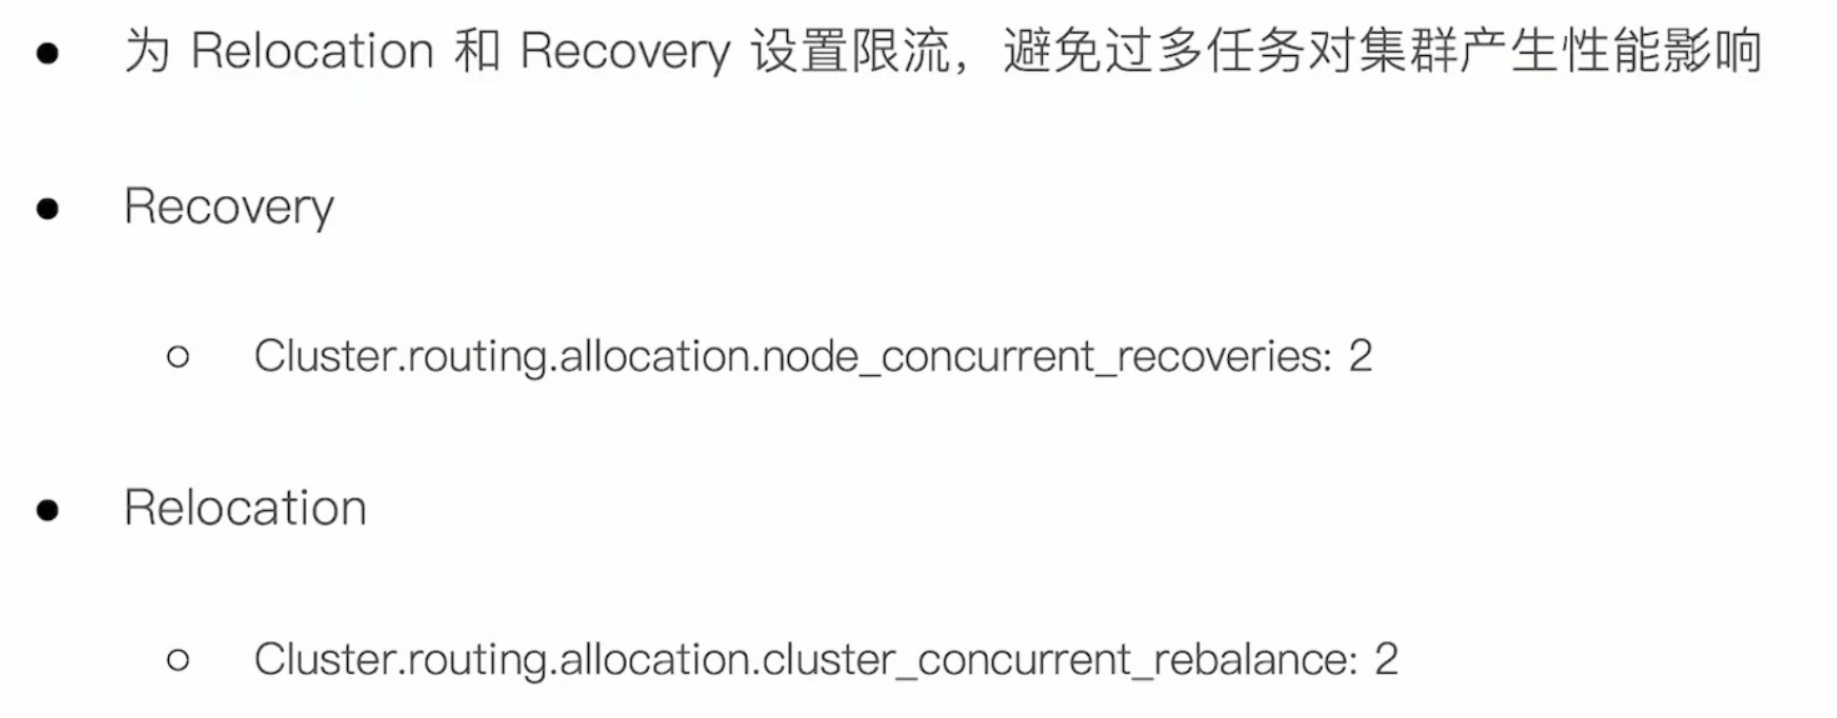 ● 为 Relocation 和 Recovery 设置限流，避免过多任务对集群产生性能影响
● Recovery
○ Cluster.routing.allocation.node_concurrent_recoveries: 2
● Relocation
○ Cluster.routing.allocation.cluster_concurrent_rebalance: 2